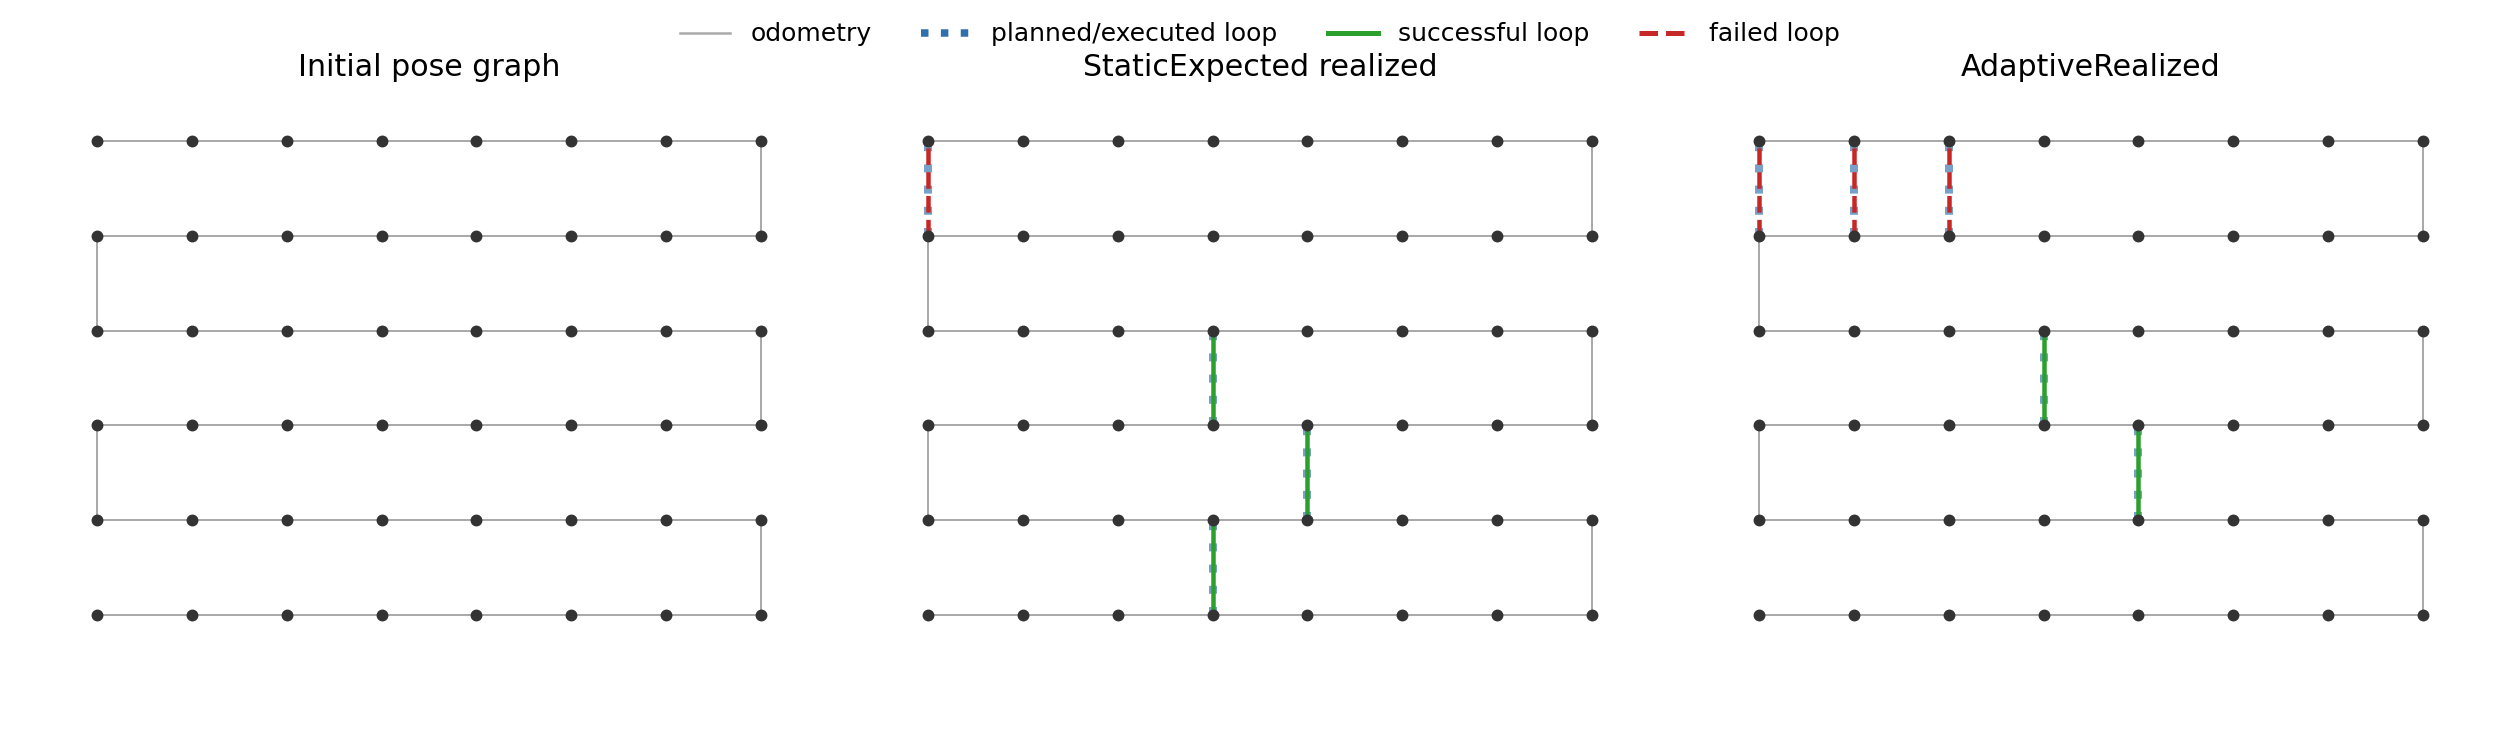 odometry planned/executed loop successful loop failed loop
Initial pose graph
StaticExpected realized
AdaptiveRealized